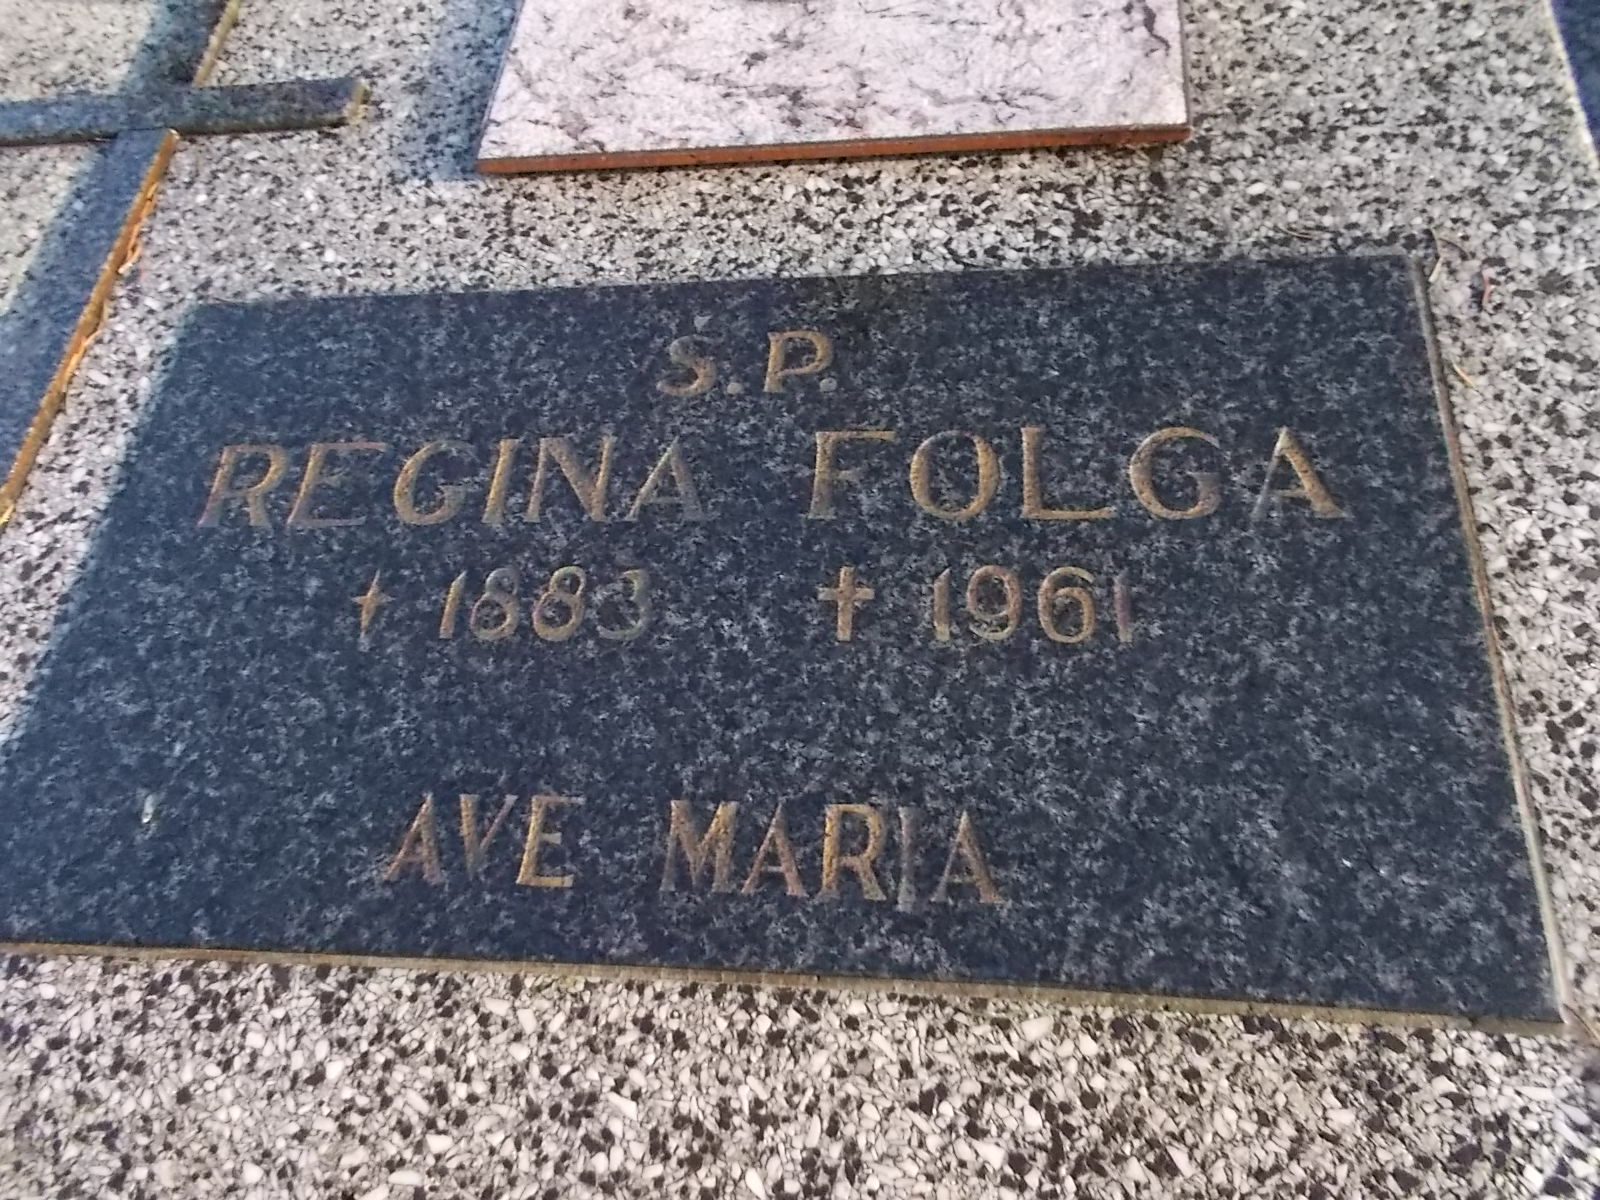 Ś.P.
REGINA FOLGA
✦ 1883 ✝ 1961
AVE MARIA